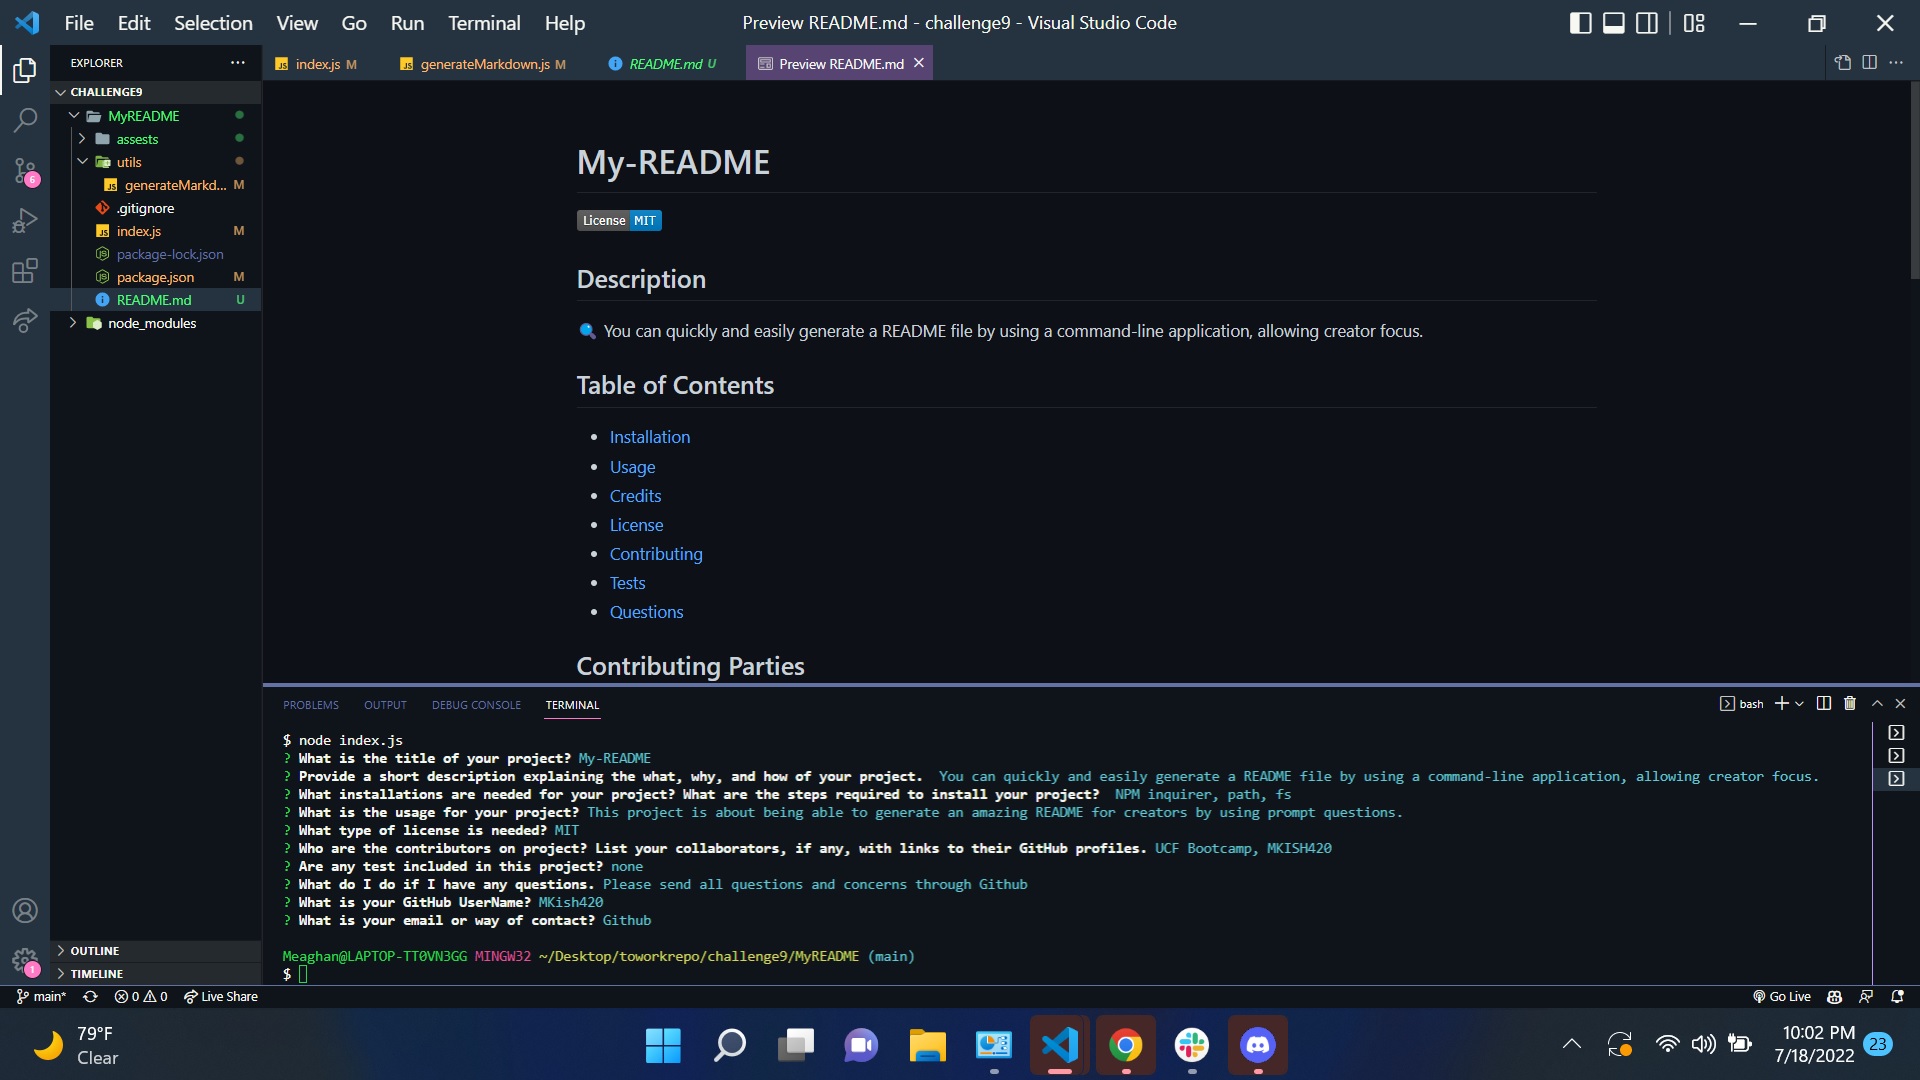 File Edit Selection View Go Run Terminal Help
Preview README.md - challenge9 - Visual Studio Code
EXPLORER
index.js M
generateMarkdown.js M
README.md U
Preview README.md
CHALLENGE9
MyREADME
assests
utils
generateMarkd... M
.gitignore
index.js M
package-lock.json
package.json M
README.md U
node_modules
OUTLINE
TIMELINE
6
1
My-README
License MIT
Description
You can quickly and easily generate a README file by using a command-line application, allowing creator focus.
Table of Contents
• Installation
• Usage
• Credits
• License
• Contributing
• Tests
• Questions
Contributing Parties
PROBLEMS OUTPUT DEBUG CONSOLE TERMINAL
bash
$ node index.js
? What is the title of your project? My-README
? Provide a short description explaining the what, why, and how of your project.  You can quickly and easily generate a README file by using a command-line application, allowing creator focus.
? What installations are needed for your project? What are the steps required to install your project?  NPM inquirer, path, fs
? What is the usage for your project? This project is about being able to generate an amazing README for creators by using prompt questions.
? What type of license is needed? MIT
? Who are the contributors on project? List your collaborators, if any, with links to their GitHub profiles. UCF Bootcamp, MKISH420
? Are any test included in this project? none
? What do I do if I have any questions. Please send all questions and concerns through Github
? What is your GitHub UserName? MKish420
? What is your email or way of contact? Github
Meaghan@LAPTOP-TT0VN3GG MINGW32 ~/Desktop/toworkrepo/challenge9/MyREADME (main)
$
main* 0 0 Live Share
Go Live
79°F
Clear
10:02 PM
7/18/2022
23